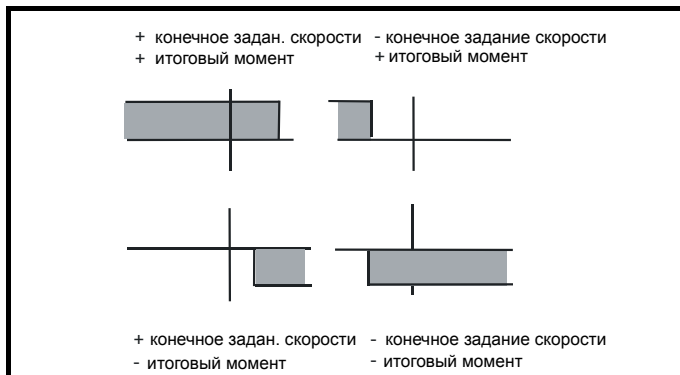 + конечное задан. скорости - конечное задание скорости
+ итоговый момент + итоговый момент
+ конечное задан. скорости - конечное задание скорости
- итоговый момент - итоговый момент